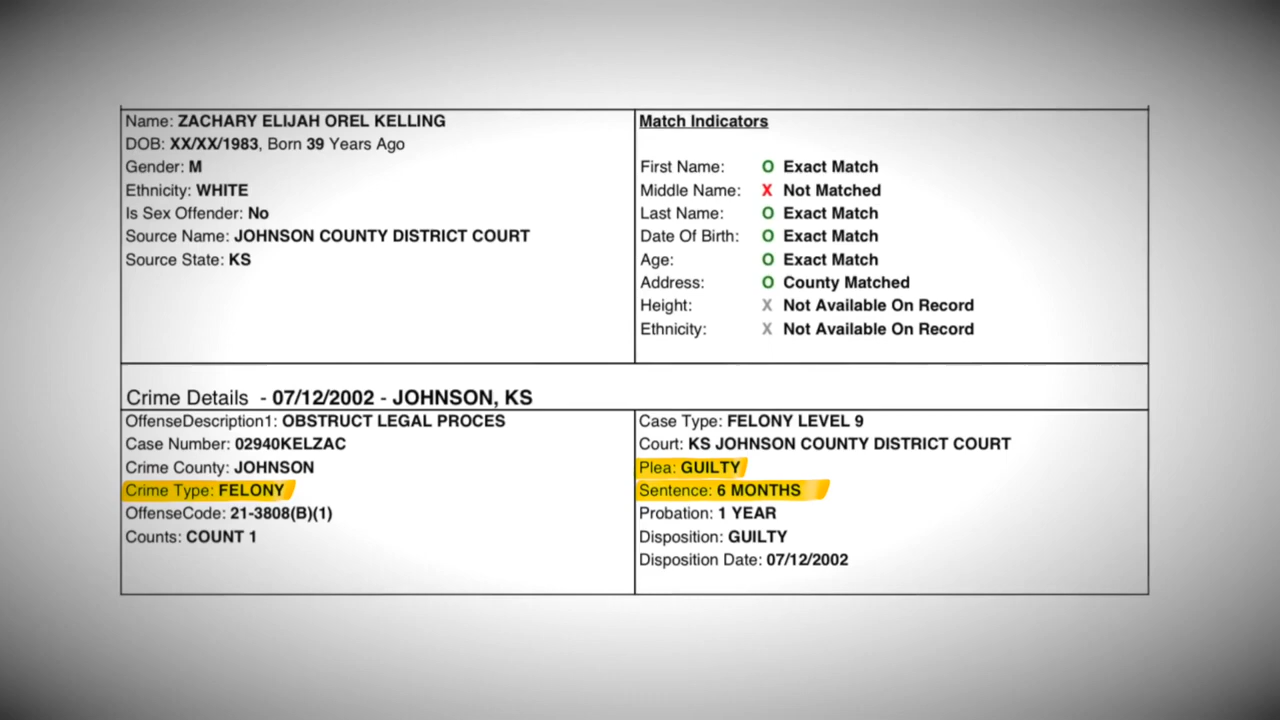 Name: ZACHARY ELIJAH OREL KELLING
DOB: XX/XX/1983, Born 39 Years Ago
Gender: M
Ethnicity: WHITE
Is Sex Offender: No
Source Name: JOHNSON COUNTY DISTRICT COURT
Source State: KS
Match Indicators
First Name: O Exact Match
Middle Name: X Not Matched
Last Name: O Exact Match
Date Of Birth: O Exact Match
Age: O Exact Match
Address: O County Matched
Height: X Not Available On Record
Ethnicity: X Not Available On Record
Crime Details - 07/12/2002 - JOHNSON, KS
OffenseDescription1: OBSTRUCT LEGAL PROCES
Case Number: 02940KELZAC
Crime County: JOHNSON
Crime Type: FELONY
OffenseCode: 21-3808(B)(1)
Counts: COUNT 1
Case Type: FELONY LEVEL 9
Court: KS JOHNSON COUNTY DISTRICT COURT
Plea: GUILTY
Sentence: 6 MONTHS
Probation: 1 YEAR
Disposition: GUILTY
Disposition Date: 07/12/2002